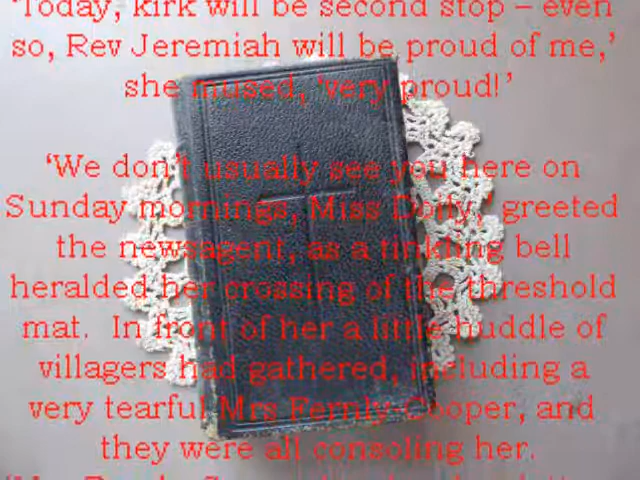 'Today, kirk will be second stop – even
so, Rev Jeremiah will be proud of me,'
she mused, 'very proud!'
'We don't usually see you here on
Sunday mornings, Miss Doffy, greeted
the newsagent, as a tinkling bell
heralded her crossing of the threshold
mat.  In front of her a little huddle of
villagers had gathered, including a
very tearful Mrs Fernly-Cooper, and
they were all consoling her.